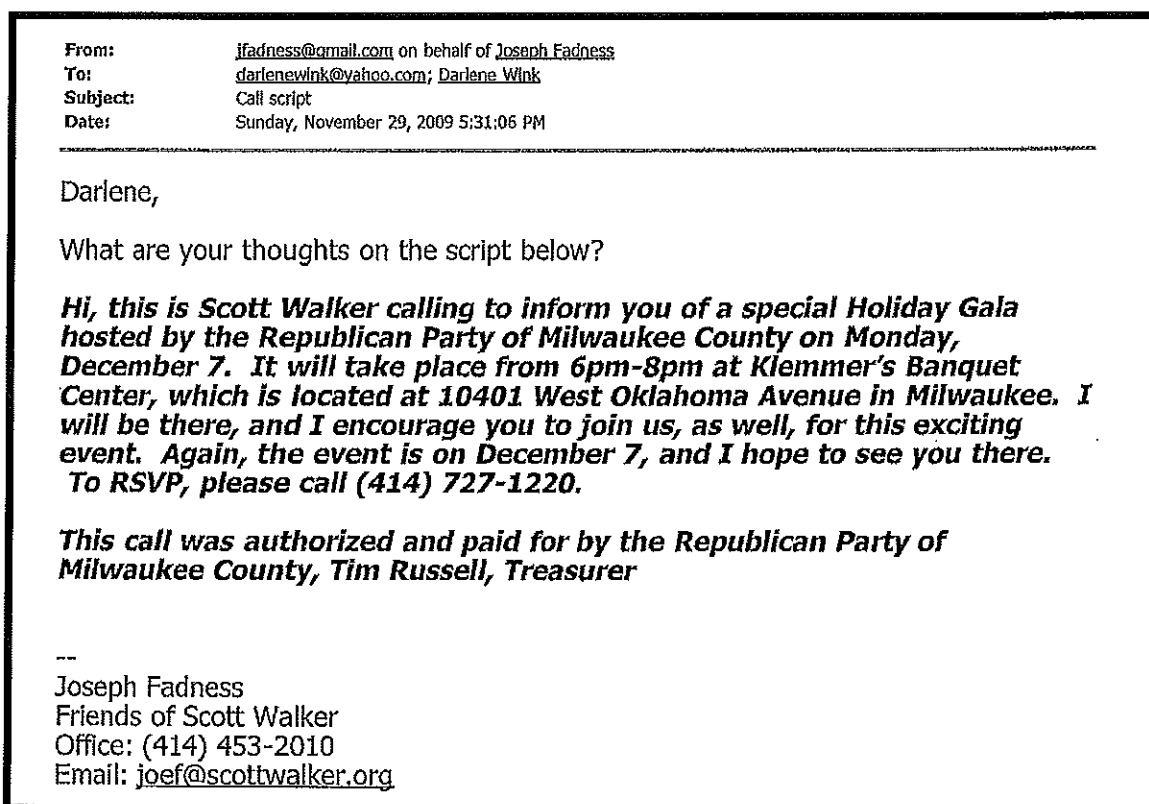 From: jfadness@gmail.com on behalf of Joseph Fadness
To: darlenewink@yahoo.com; Darlene Wink
Subject: Call script
Date: Sunday, November 29, 2009 5:31:06 PM
Darlene,
What are your thoughts on the script below?
Hi, this is Scott Walker calling to inform you of a special Holiday Gala
hosted by the Republican Party of Milwaukee County on Monday,
December 7.  It will take place from 6pm-8pm at Klemmer's Banquet
Center, which is located at 10401 West Oklahoma Avenue in Milwaukee.  I
will be there, and I encourage you to join us, as well, for this exciting
event.  Again, the event is on December 7, and I hope to see you there.
To RSVP, please call (414) 727-1220.
This call was authorized and paid for by the Republican Party of
Milwaukee County, Tim Russell, Treasurer
--
Joseph Fadness
Friends of Scott Walker
Office: (414) 453-2010
Email: joef@scottwalker.org